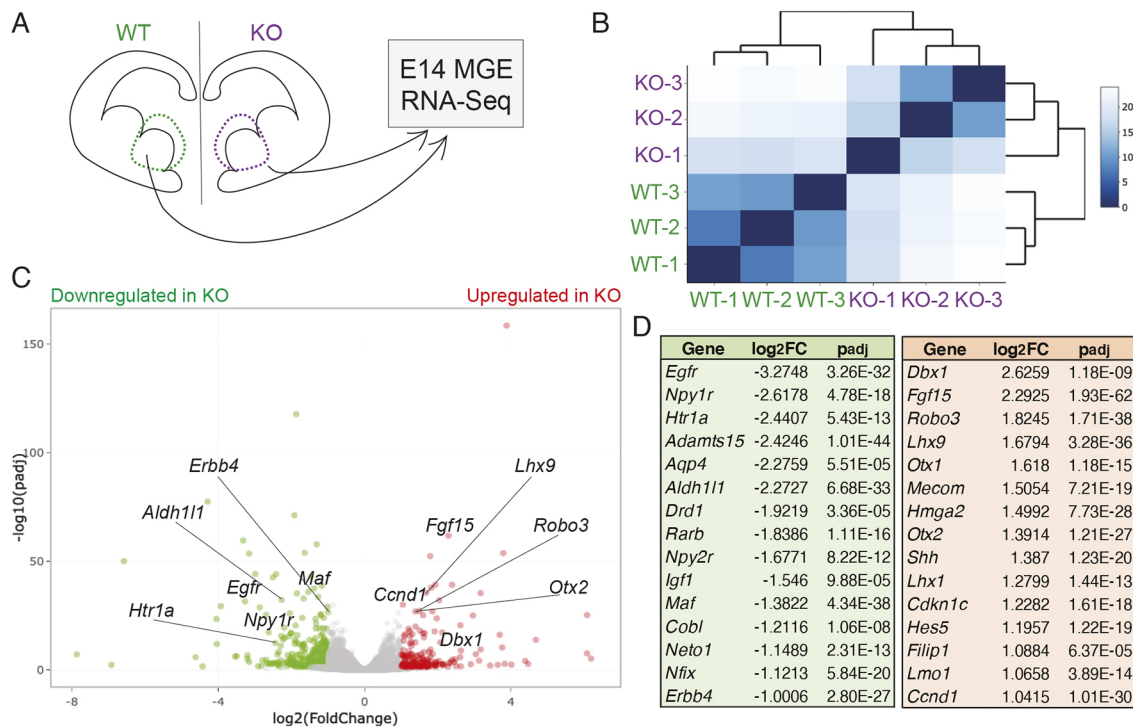 A
WT
KO
E14 MGE
RNA-Seq
B
KO-3
KO-2
KO-1
WT-3
WT-2
WT-1
WT-1 WT-2 WT-3 KO-1 KO-2 KO-3
20
15
10
5
0
C
Downregulated in KO
Upregulated in KO
-log10(padj)
150
100
50
0
Erbb4
Lhx9
Aldh1l1
Fgf15
Robo3
Egfr
Maf
Ccnd1
Otx2
Htr1a
Npy1r
Dbx1
-8 -4 0 4
log2(FoldChange)
D
Gene log2FC padj
Egfr -3.2748 3.26E-32
Npy1r -2.6178 4.78E-18
Htr1a -2.4407 5.43E-13
Adamts15 -2.4246 1.01E-44
Aqp4 -2.2759 5.51E-05
Aldh1l1 -2.2727 6.68E-33
Drd1 -1.9219 3.36E-05
Rarb -1.8386 1.11E-16
Npy2r -1.6771 8.22E-12
Igf1 -1.546 9.88E-05
Maf -1.3822 4.34E-38
Cobl -1.2116 1.06E-08
Neto1 -1.1489 2.31E-13
Nfix -1.1213 5.84E-20
Erbb4 -1.0006 2.80E-27
Gene log2FC padj
Dbx1 2.6259 1.18E-09
Fgf15 2.2925 1.93E-62
Robo3 1.8245 1.71E-38
Lhx9 1.6794 3.28E-36
Otx1 1.618 1.18E-15
Mecom 1.5054 7.21E-19
Hmga2 1.4992 7.73E-28
Otx2 1.3914 1.21E-27
Shh 1.387 1.23E-20
Lhx1 1.2799 1.44E-13
Cdkn1c 1.2282 1.61E-18
Hes5 1.1957 1.22E-19
Filip1 1.0884 6.37E-05
Lmo1 1.0658 3.89E-14
Ccnd1 1.0415 1.01E-30